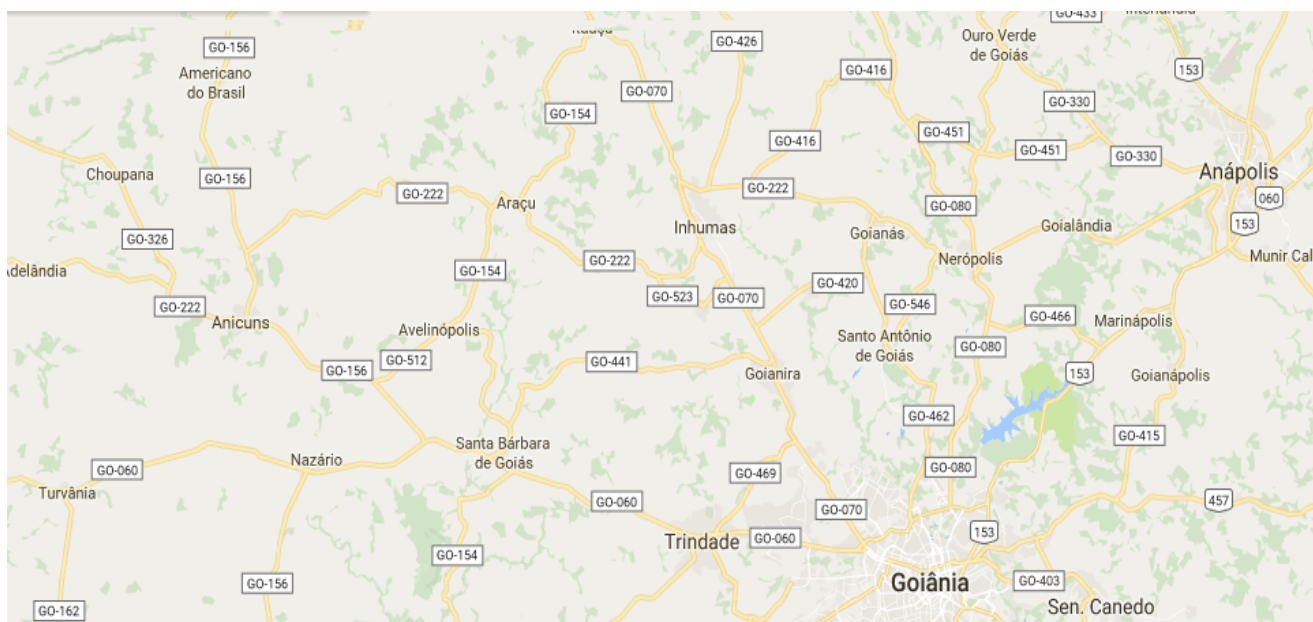 GO-433
Interlândia
GO-156
GO-426
Ouro Verde
de Goiás
Americano
do Brasil
GO-416
153
GO-070
GO-330
GO-154
GO-451
GO-416
GO-451
GO-330
Choupana
GO-156
Anápolis
GO-222
GO-222
060
Araçu
GO-080
153
Inhumas
Goianás
Goialândia
GO-326
Nerópolis
Munir Cal
GO-222
GO-154
delândia
GO-420
GO-523
GO-070
GO-222
GO-546
GO-466
Anicuns
Avelinópolis
Marinápolis
Santo Antônio
de Goiás
GO-080
GO-512
GO-441
GO-156
Goianira
153
Goianápolis
GO-462
GO-415
Santa Bárbara
de Goiás
Nazário
GO-060
GO-469
GO-080
Turvânia
GO-060
GO-070
457
153
Trindade
GO-060
GO-154
GO-156
Goiânia
GO-403
GO-162
Sen. Canedo